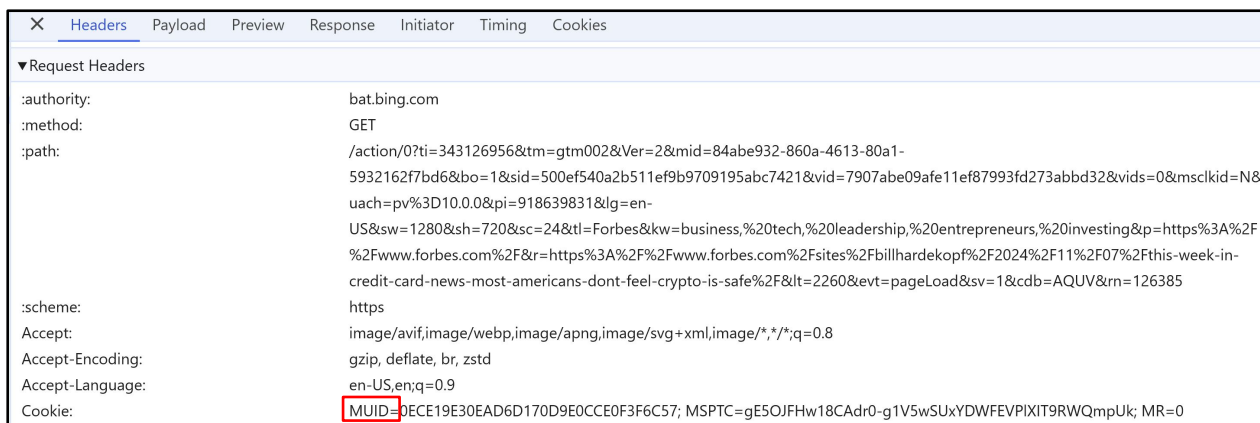 ✕ Headers Payload Preview Response Initiator Timing Cookies
▼Request Headers
:authority: bat.bing.com
:method: GET
:path: /action/0?ti=343126956&tm=gtm002&Ver=2&mid=84abe932-860a-4613-80a1-
5932162f7bd6&bo=1&sid=500ef540a2b511ef9b9709195abc7421&vid=7907abe09afe11ef87993fd273abbd32&vids=0&msclkid=N&
uach=pv%3D10.0.0&pi=918639831&lg=en-
US&sw=1280&sh=720&sc=24&tl=Forbes&kw=business,%20tech,%20leadership,%20entrepreneurs,%20investing&p=https%3A%2F
%2Fwww.forbes.com%2F&r=https%3A%2F%2Fwww.forbes.com%2Fsites%2Fbillhardekopf%2F2024%2F11%2F07%2Fthis-week-in-
credit-card-news-most-americans-dont-feel-crypto-is-safe%2F&lt=2260&evt=pageLoad&sv=1&cdb=AQUV&rn=126385
:scheme: https
Accept: image/avif,image/webp,image/apng,image/svg+xml,image/*,*/*;q=0.8
Accept-Encoding: gzip, deflate, br, zstd
Accept-Language: en-US,en;q=0.9
Cookie: MUID=0ECE19E30EAD6D170D9E0CCE0F3F6C57; MSPTC=gE5OJFHw18CAdr0-g1V5wSUxYDWFEVPlXIT9RWQmpUk; MR=0